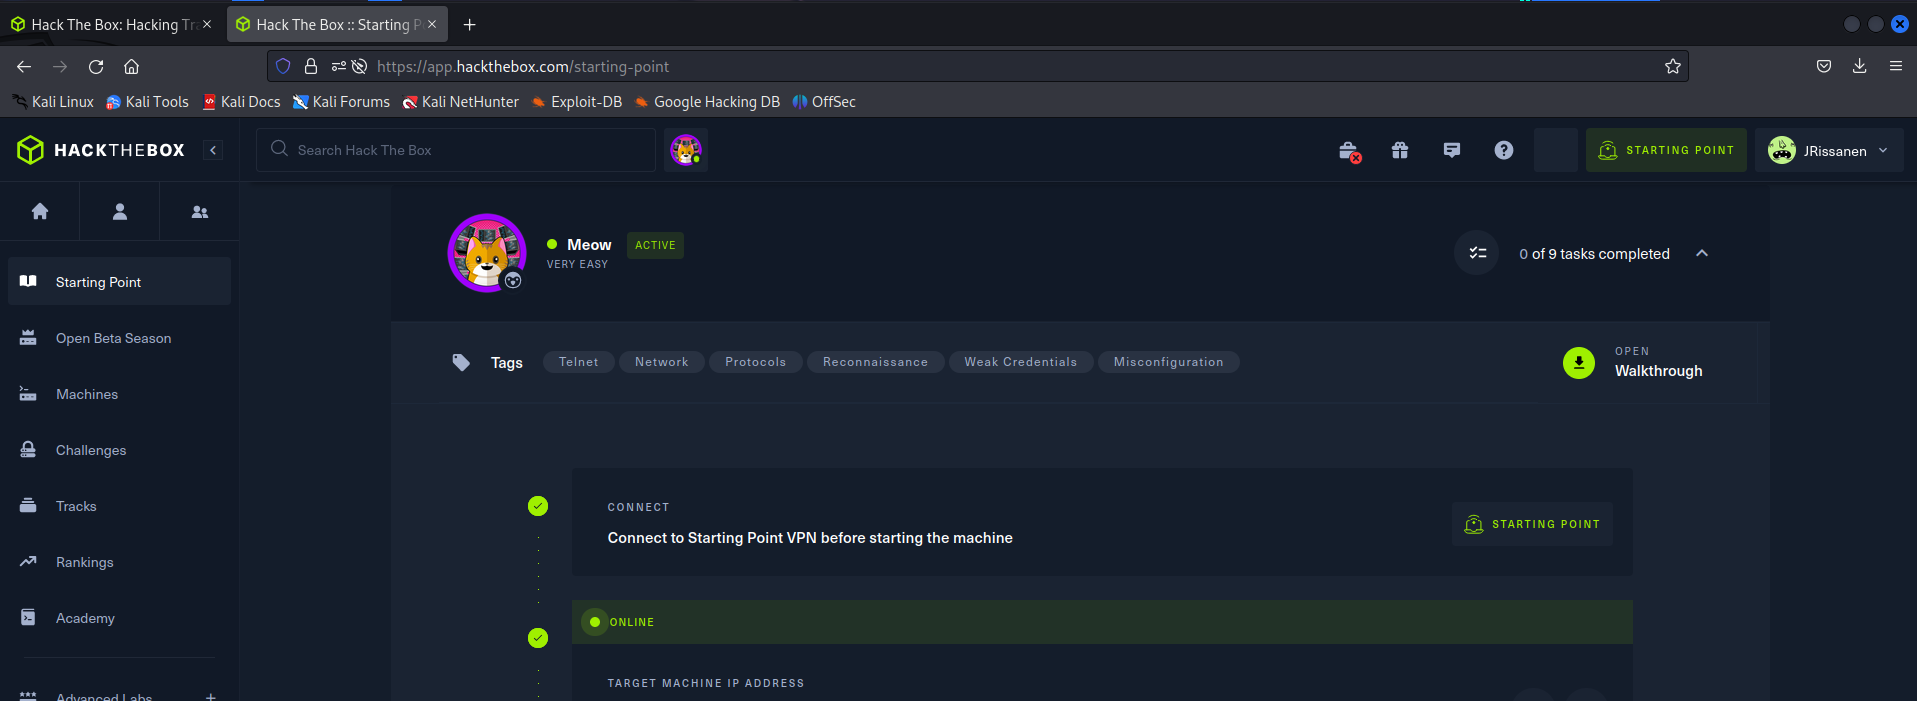 Hack The Box: Hacking Tra
Hack The Box :: Starting P
https://app.hackthebox.com/starting-point
Kali Linux Kali Tools Kali Docs Kali Forums Kali NetHunter Exploit-DB Google Hacking DB OffSec
HACKTHEBOX
Search Hack The Box
STARTING POINT
JRissanen
Starting Point
Open Beta Season
Machines
Challenges
Tracks
Rankings
Academy
Advanced Labs +
Meow ACTIVE
VERY EASY
0 of 9 tasks completed
Tags Telnet Network Protocols Reconnaissance Weak Credentials Misconfiguration
OPEN
Walkthrough
CONNECT
Connect to Starting Point VPN before starting the machine
STARTING POINT
ONLINE
TARGET MACHINE IP ADDRESS